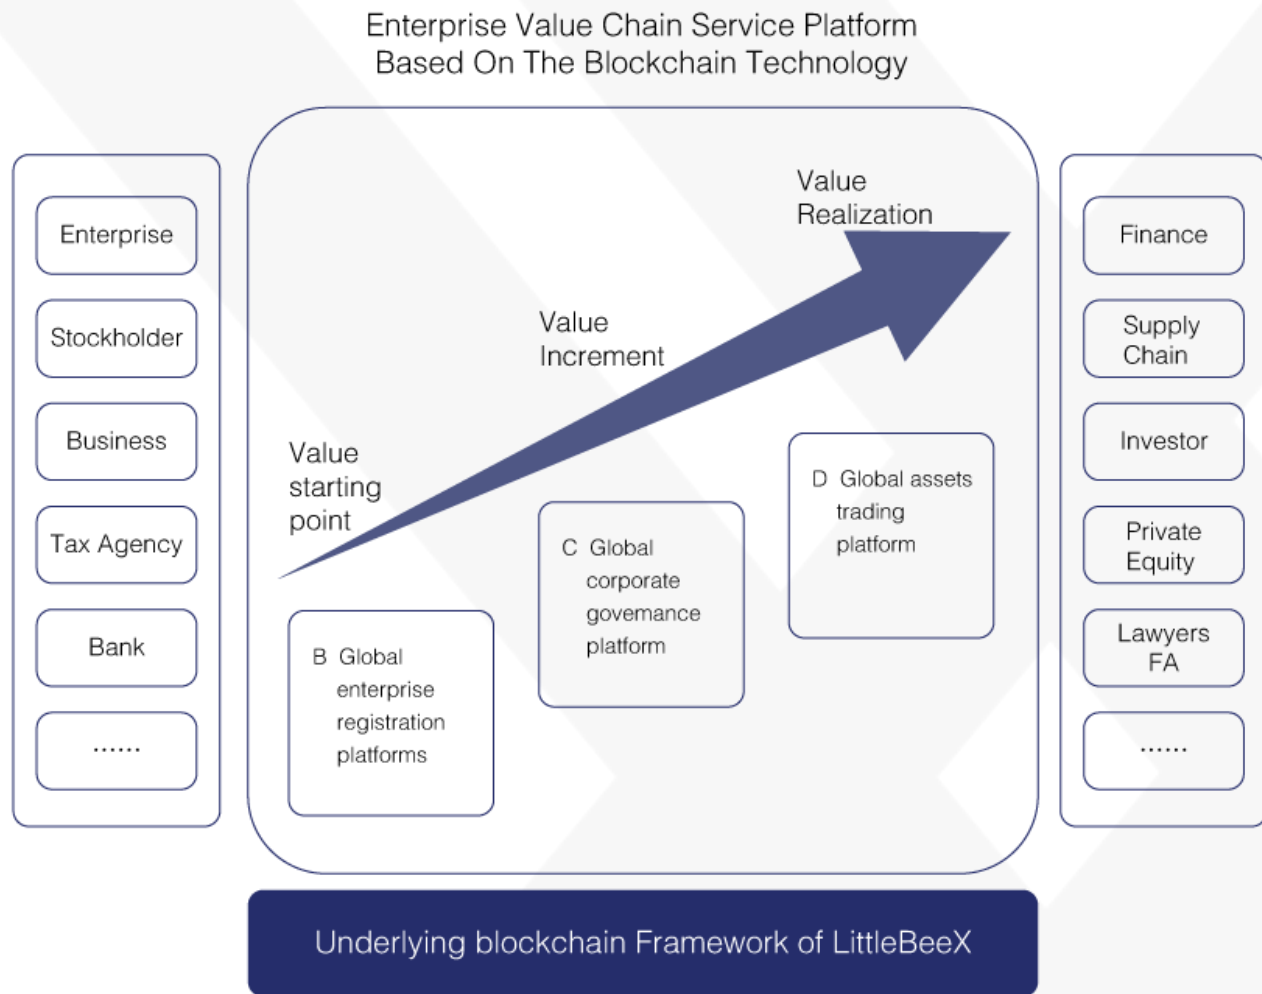 Enterprise Value Chain Service Platform
Based On The Blockchain Technology
Enterprise
Stockholder
Business
Tax Agency
Bank
......
Value
starting
point
Value
Increment
Value
Realization
B Global
enterprise
registration
platforms
C Global
corporate
govemance
platform
D Global assets
trading
platform
Finance
Supply
Chain
Investor
Private
Equity
Lawyers
FA
......
Underlying blockchain Framework of LittleBeeX